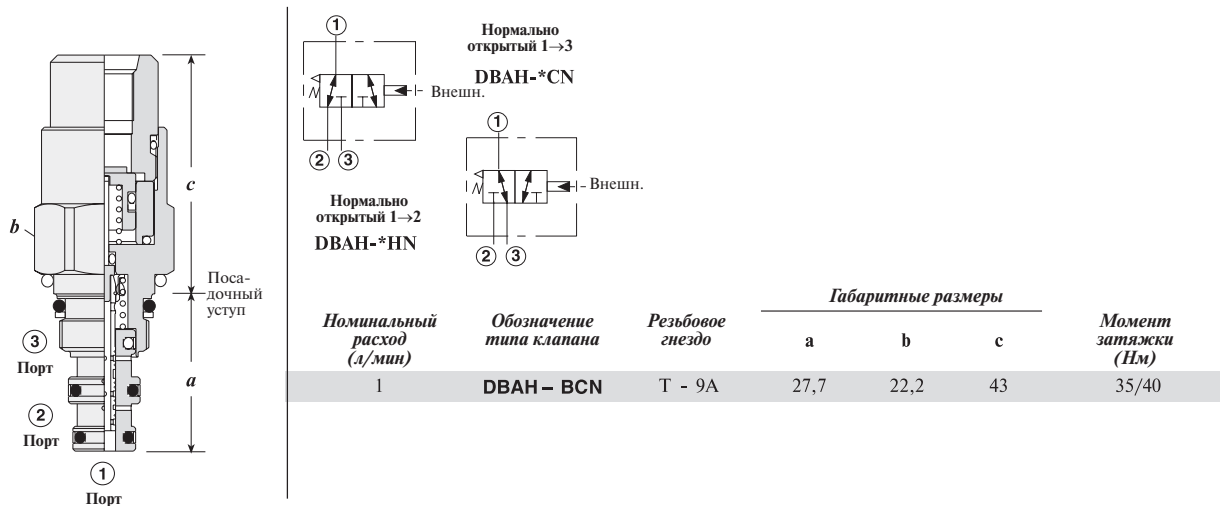 b
c
a
Поса-
дочный
уступ
③
Порт
②
Порт
①
Порт
①
② ③
Внешн.
Нормально
открытый 1→3
DBAH-*CN
Нормально
открытый 1→2
DBAH-*HN
①
② ③
Внешн.
Номинальный
расход
(л/мин)
Обозначение
типа клапана
Резьбовое
гнездо
Габаритные размеры
a b c
Момент
затяжки
(Нм)
1 DBAH – BCN T - 9A 27,7 22,2 43 35/40